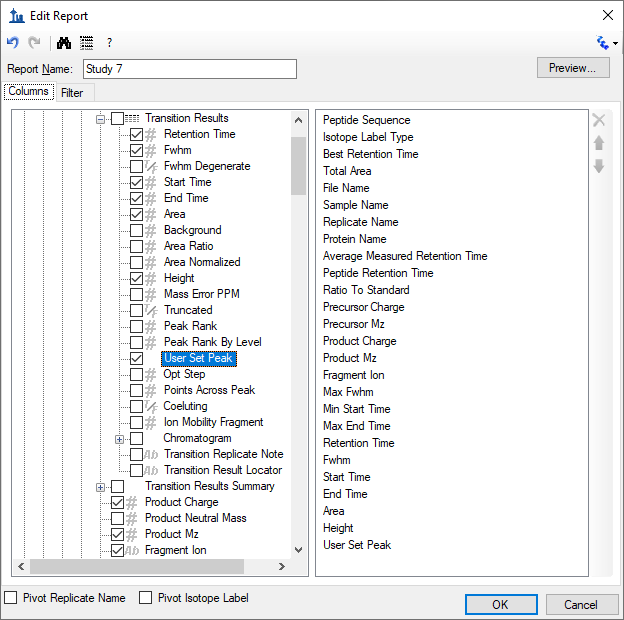 Edit Report
?
Report Name: Study 7
Preview...
Columns Filter
Transition Results
# Retention Time
# Fwhm
Y/F Fwhm Degenerate
# Start Time
# End Time
# Area
# Background
# Area Ratio
# Area Normalized
# Height
# Mass Error PPM
Y/F Truncated
# Peak Rank
# Peak Rank By Level
User Set Peak
# Opt Step
# Points Across Peak
Y/F Coeluting
# Ion Mobility Fragment
Chromatogram
Ab Transition Replicate Note
Ab Transition Result Locator
Transition Results Summary
# Product Charge
# Product Neutral Mass
# Product Mz
Ab Fragment Ion
Peptide Sequence
Isotope Label Type
Best Retention Time
Total Area
File Name
Sample Name
Replicate Name
Protein Name
Average Measured Retention Time
Peptide Retention Time
Ratio To Standard
Precursor Charge
Precursor Mz
Product Charge
Product Mz
Fragment Ion
Max Fwhm
Min Start Time
Max End Time
Retention Time
Fwhm
Start Time
End Time
Area
Height
User Set Peak
Pivot Replicate Name Pivot Isotope Label
OK Cancel